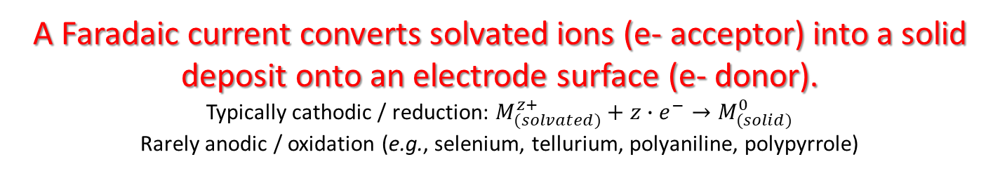 A Faradaic current converts solvated ions (e- acceptor) into a solid
deposit onto an electrode surface (e- donor).
Typically cathodic / reduction: $M^{z+}_{(solvated)} + z \cdot e^- \rightarrow M^0_{(solid)}$
Rarely anodic / oxidation (e.g., selenium, tellurium, polyaniline, polypyrrole)